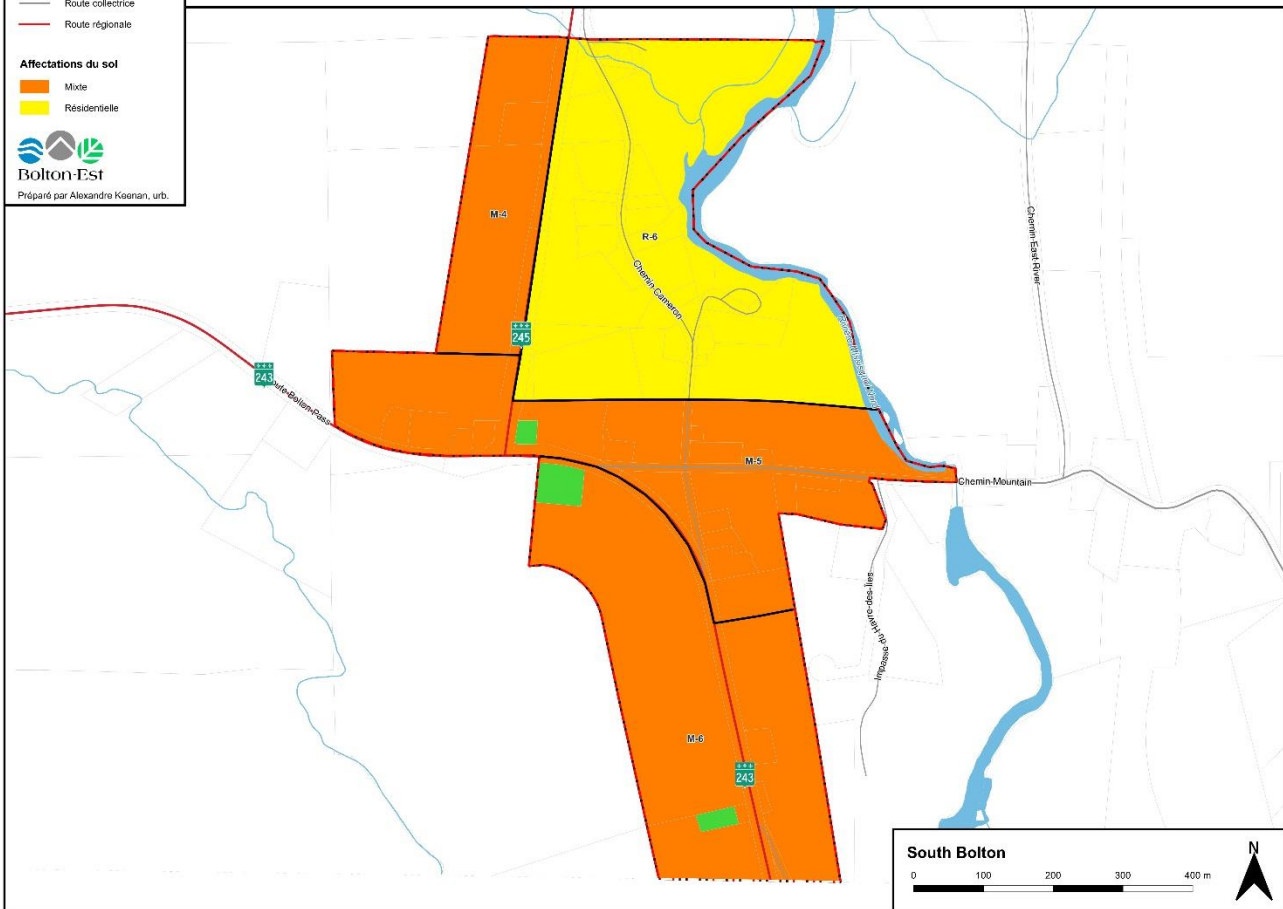 Route collectrice
Route régionale
Affectations du sol
Mixte
Résidentielle
Bolton-Est
Préparé par Alexandre Keenan, urb.
M-4
R-6
Chemin Cameron
Chemin East River
245
243
Route Bolton Pass
M-5
Chemin Mountain
Impasse du Havre-des-Îles
M-6
243
South Bolton
0 100 200 300 400 m
N